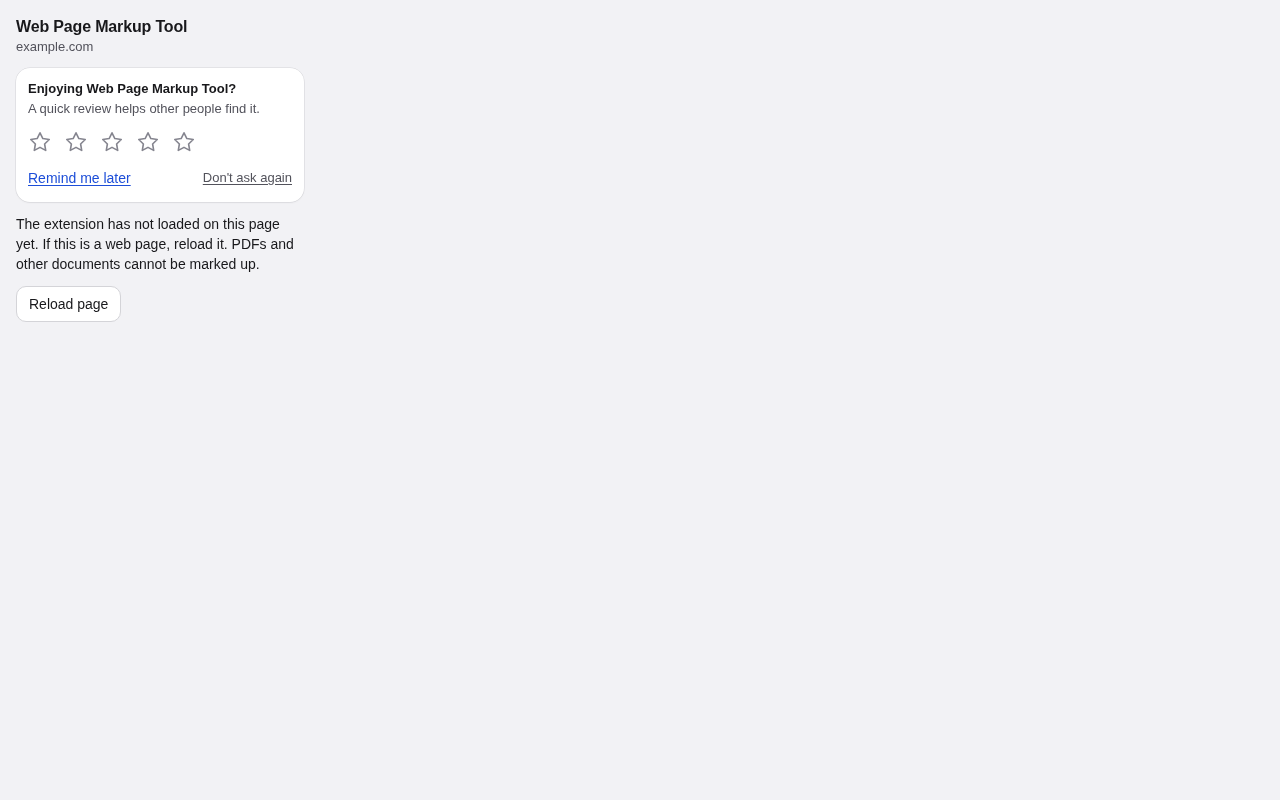 Web Page Markup Tool
example.com
Enjoying Web Page Markup Tool?
A quick review helps other people find it.
Remind me later
Don't ask again
The extension has not loaded on this page
yet. If this is a web page, reload it. PDFs and
other documents cannot be marked up.
Reload page